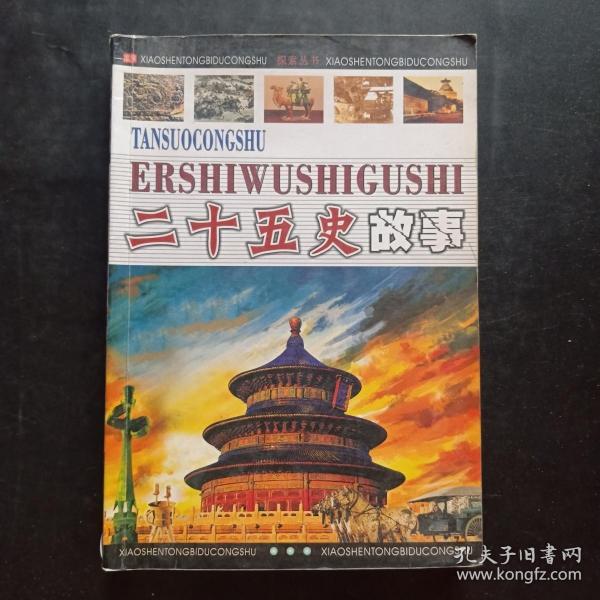 XIAOSHENTONGBIDUCONGSHU 探索丛书 XIAOSHENTONGBIDUCONGSHU
TANSUOCONGSHU
ERSHIWUSHIGUSHI
二十五史故事
XIAOSHENTONGBIDUCONGSHU XIAOSHENTONGBIDUCONGSHU
孔夫子旧書网
www.kongfz.com